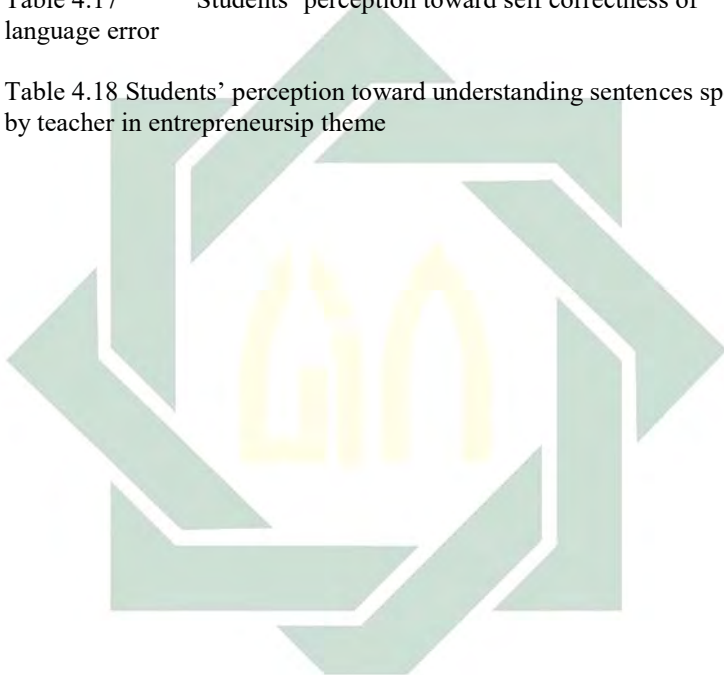 Table 4.17 Students’ perception toward self correctness of
language error
Table 4.18 Students’ perception toward understanding sentences sp
by teacher in entrepreneursip theme